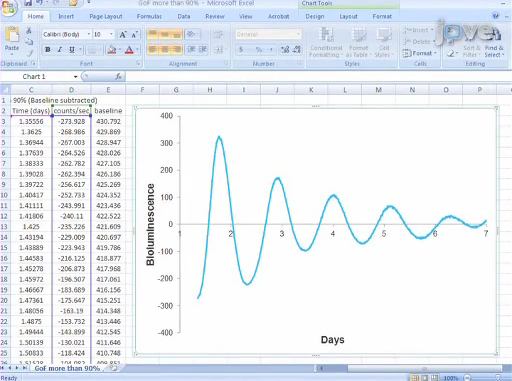 GoF more than 90% - Microsoft Excel
Chart Tools
Home Insert Page Layout Formulas Data Review View Acrobat Design Layout Format
jove
Paste
Calibri (Body) 10
B I U
Conditional Formatting
Format as Table
Cell Styles
Insert
Delete
Format
Sort & Filter
Find & Select
Clipboard Font Alignment Number Styles Cells Editing
Chart 1
C D E F G H I J K L M N O P
1 90% (Baseline subtracted)
2 Time (days) counts/sec baseline
3 1.35556 -273.928 430.792
4 1.3625 -268.986 429.869
5 1.36944 -267.003 428.947
6 1.37639 -264.526 428.026
7 1.38333 -262.782 427.105
8 1.39028 -262.394 426.186
9 1.39722 -256.617 425.269
10 1.40417 -252.733 424.352
11 1.41111 -243.991 423.436
12 1.41806 -240.11 422.522
13 1.425 -235.226 421.609
14 1.43194 -229.009 420.697
15 1.43889 -223.943 419.786
16 1.44583 -216.125 418.877
17 1.45278 -206.873 417.968
18 1.45972 -196.507 417.061
19 1.46667 -183.689 416.156
20 1.47361 -175.647 415.251
21 1.48056 -163.19 414.348
22 1.4875 -153.732 413.446
23 1.49444 -143.899 412.545
24 1.50139 -130.021 411.646
25 1.50833 -118.424 410.748
400
300
200
100
0
-100
-200
-300
-400
1 2 3 4 5 6 7
Bioluminescence
Days
GoF more than 90%
Ready
100%